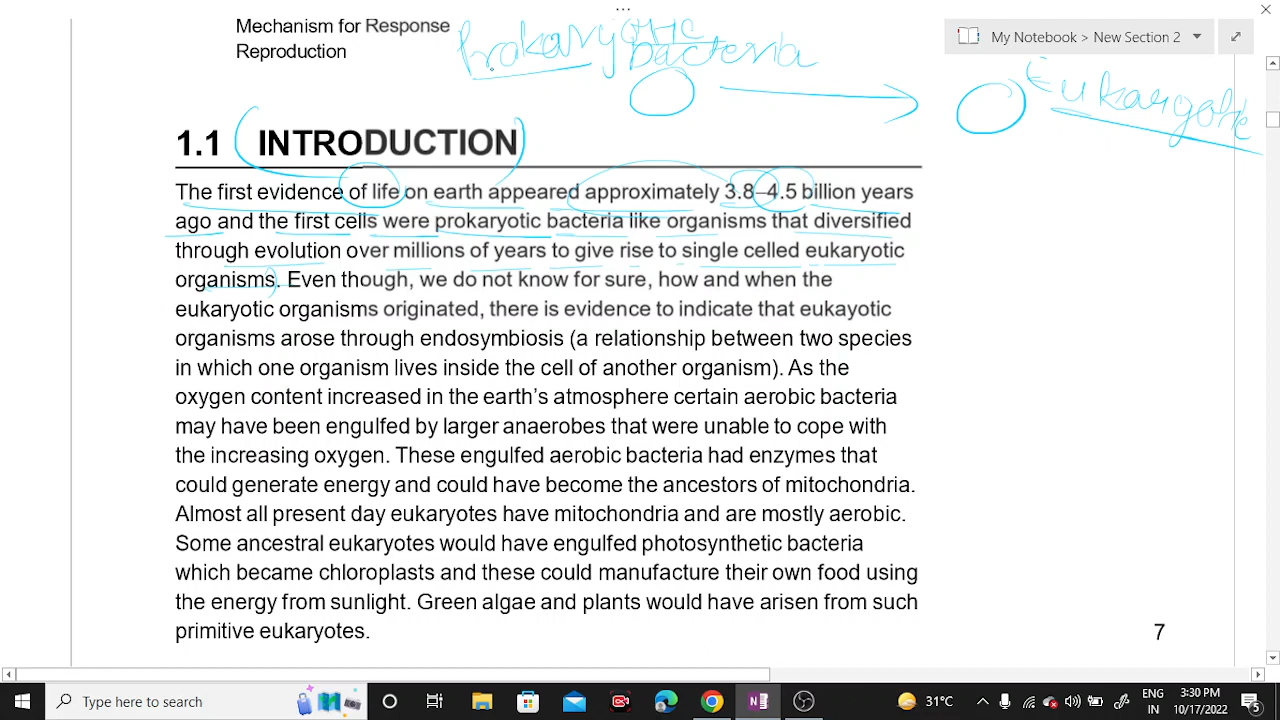 ...
Mechanism for Response
Reproduction
Prokaryotic
bacteria
Eukaryotic
My Notebook > New Section 2
1.1 INTRODUCTION
The first evidence of life on earth appeared approximately 3.8–4.5 billion years
ago and the first cells were prokaryotic bacteria like organisms that diversified
through evolution over millions of years to give rise to single celled eukaryotic
organisms. Even though, we do not know for sure, how and when the
eukaryotic organisms originated, there is evidence to indicate that eukayotic
organisms arose through endosymbiosis (a relationship between two species
in which one organism lives inside the cell of another organism). As the
oxygen content increased in the earth's atmosphere certain aerobic bacteria
may have been engulfed by larger anaerobes that were unable to cope with
the increasing oxygen. These engulfed aerobic bacteria had enzymes that
could generate energy and could have become the ancestors of mitochondria.
Almost all present day eukaryotes have mitochondria and are mostly aerobic.
Some ancestral eukaryotes would have engulfed photosynthetic bacteria
which became chloroplasts and these could manufacture their own food using
the energy from sunlight. Green algae and plants would have arisen from such
primitive eukaryotes.
7
Type here to search
31°C
ENG
IN
3:30 PM
10/17/2022
5